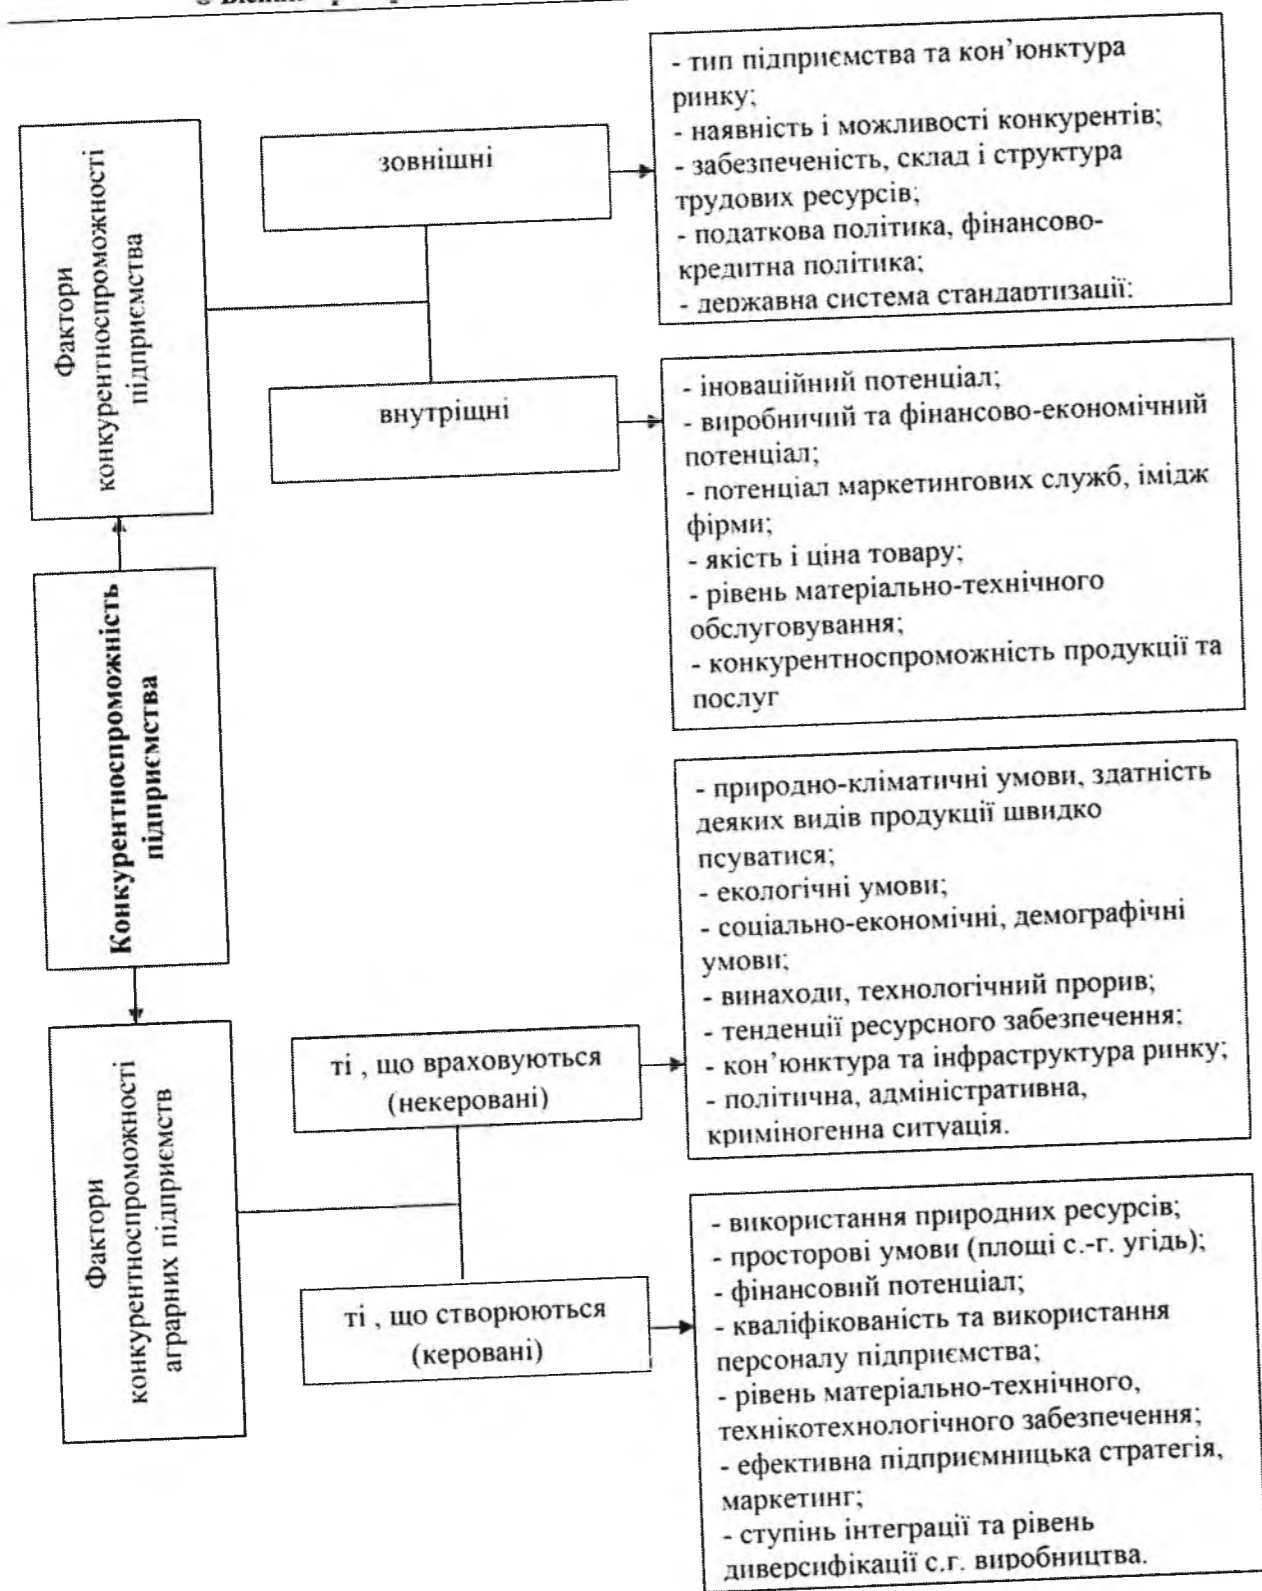 - тип підприємства та кон’юнктура
ринку;
- наявність і можливості конкурентів;
- забезпеченість, склад і структура
трудових ресурсів;
- податкова політика, фінансово-
кредитна політика;
- державна система стандартизації;
зовнішні
Фактори
конкурентноспроможності
підприємства
внутріщні
- іноваційний потенціал;
- виробничий та фінансово-економічний
потенціал;
- потенціал маркетингових служб, імідж
фірми;
- якість і ціна товару;
- рівень матеріально-технічного
обслуговування;
- конкурентноспроможність продукції та
послуг
Конкурентноспроможність
підприємства
- природно-кліматичні умови, здатність
деяких видів продукції швидко
псуватися;
- екологічні умови;
- соціально-економічні, демографічні
умови;
- винаходи, технологічний прорив;
- тенденції ресурсного забезпечення;
- кон’юнктура та інфраструктура ринку;
- політична, адміністративна,
криміногенна ситуація.
ті , що враховуються
(некеровані)
Фактори
конкурентноспроможності
аграрних підприємств
ті , що створюються
(керовані)
- використання природних ресурсів;
- просторові умови (площі с.-г. угідь);
- фінансовий потенціал;
- кваліфікованість та використання
персоналу підприємства;
- рівень матеріально-технічного,
технікотехнологічного забезпечення;
- ефективна підприємницька стратегія,
маркетинг;
- ступінь інтеграції та рівень
диверсифікації с.г. виробництва.